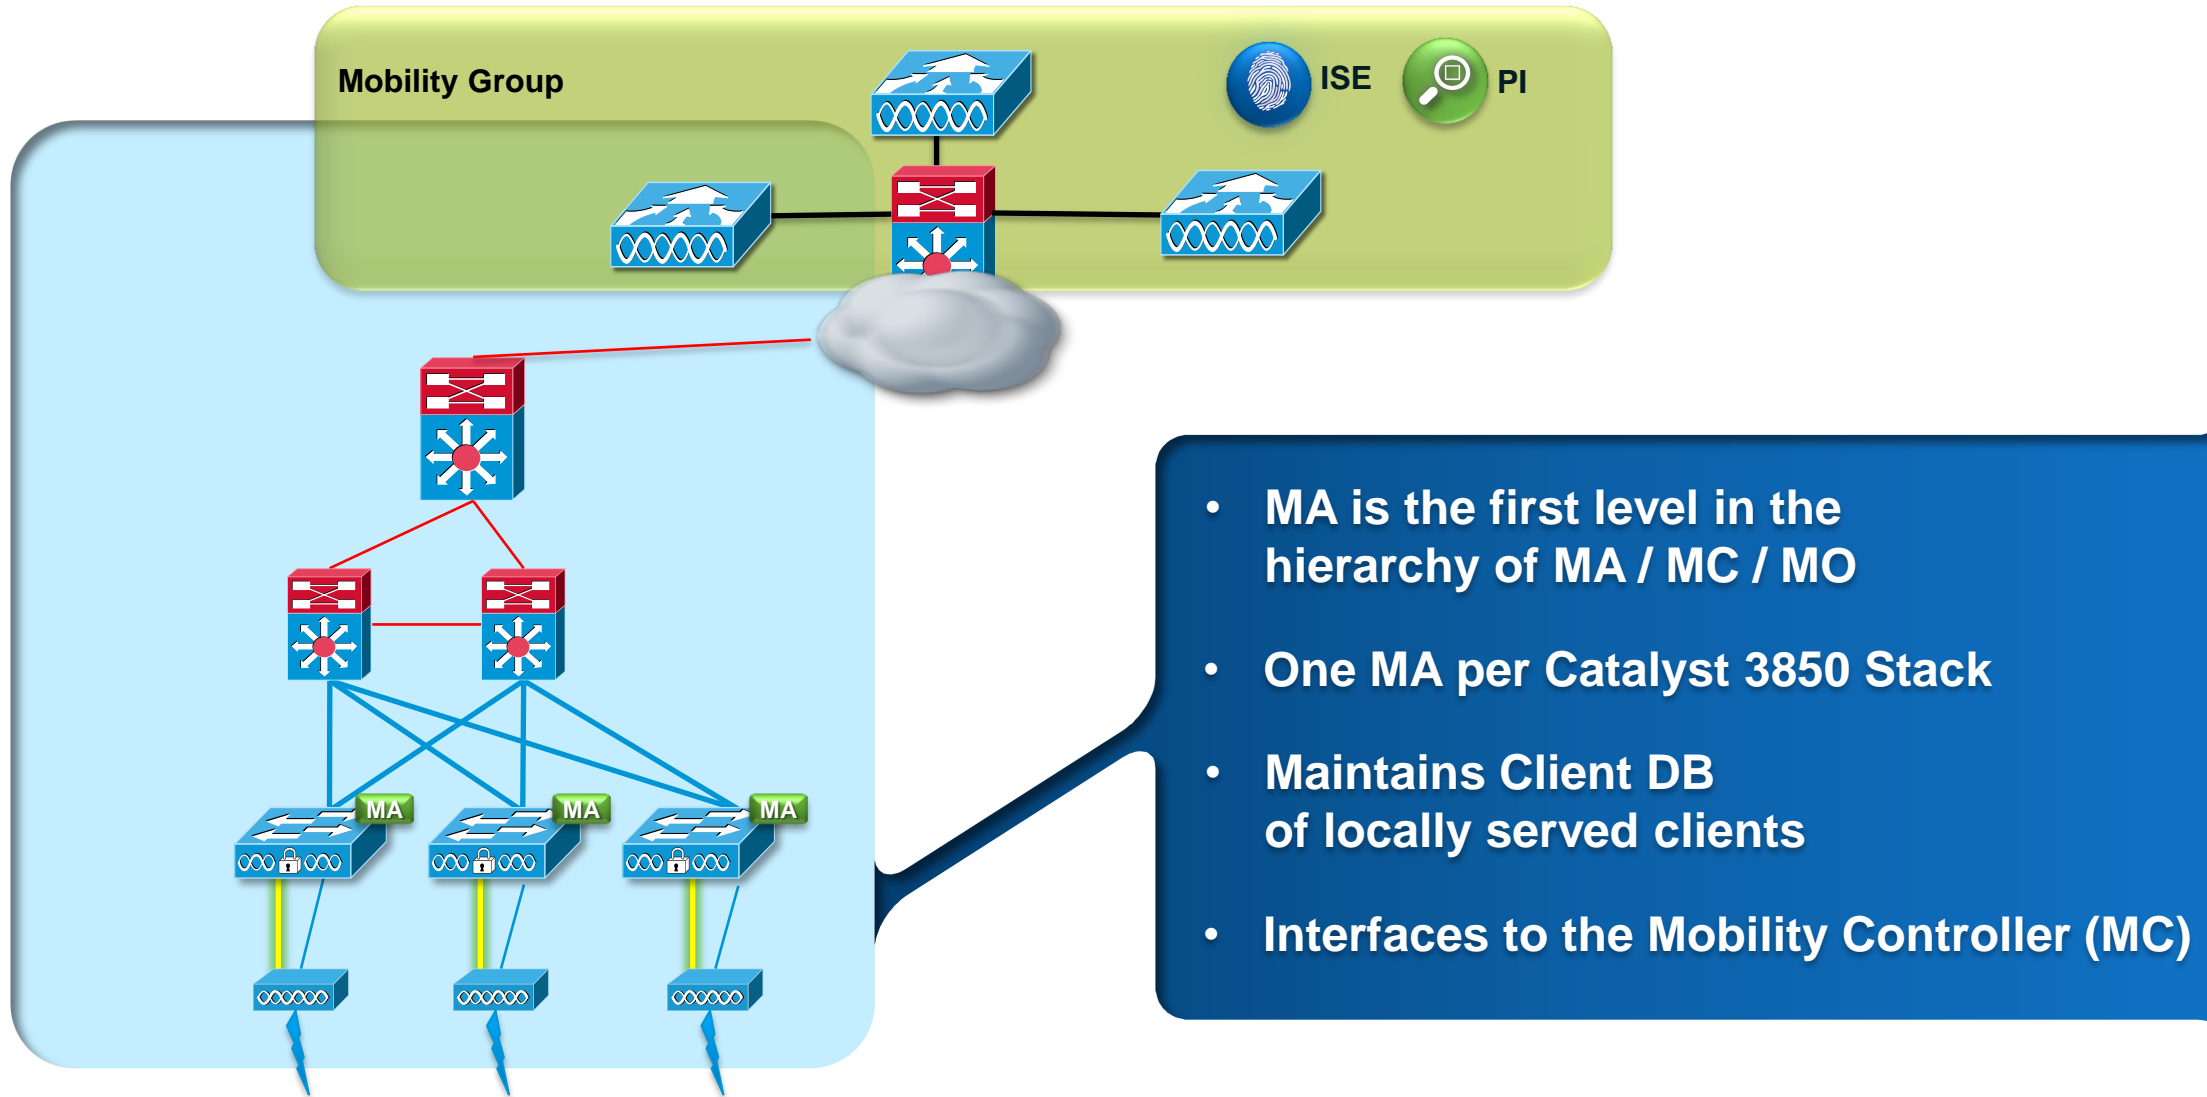 Mobility Group
ISE
PI
MA
MA
MA
• MA is the first level in the
hierarchy of MA / MC / MO
• One MA per Catalyst 3850 Stack
• Maintains Client DB
of locally served clients
• Interfaces to the Mobility Controller (MC)